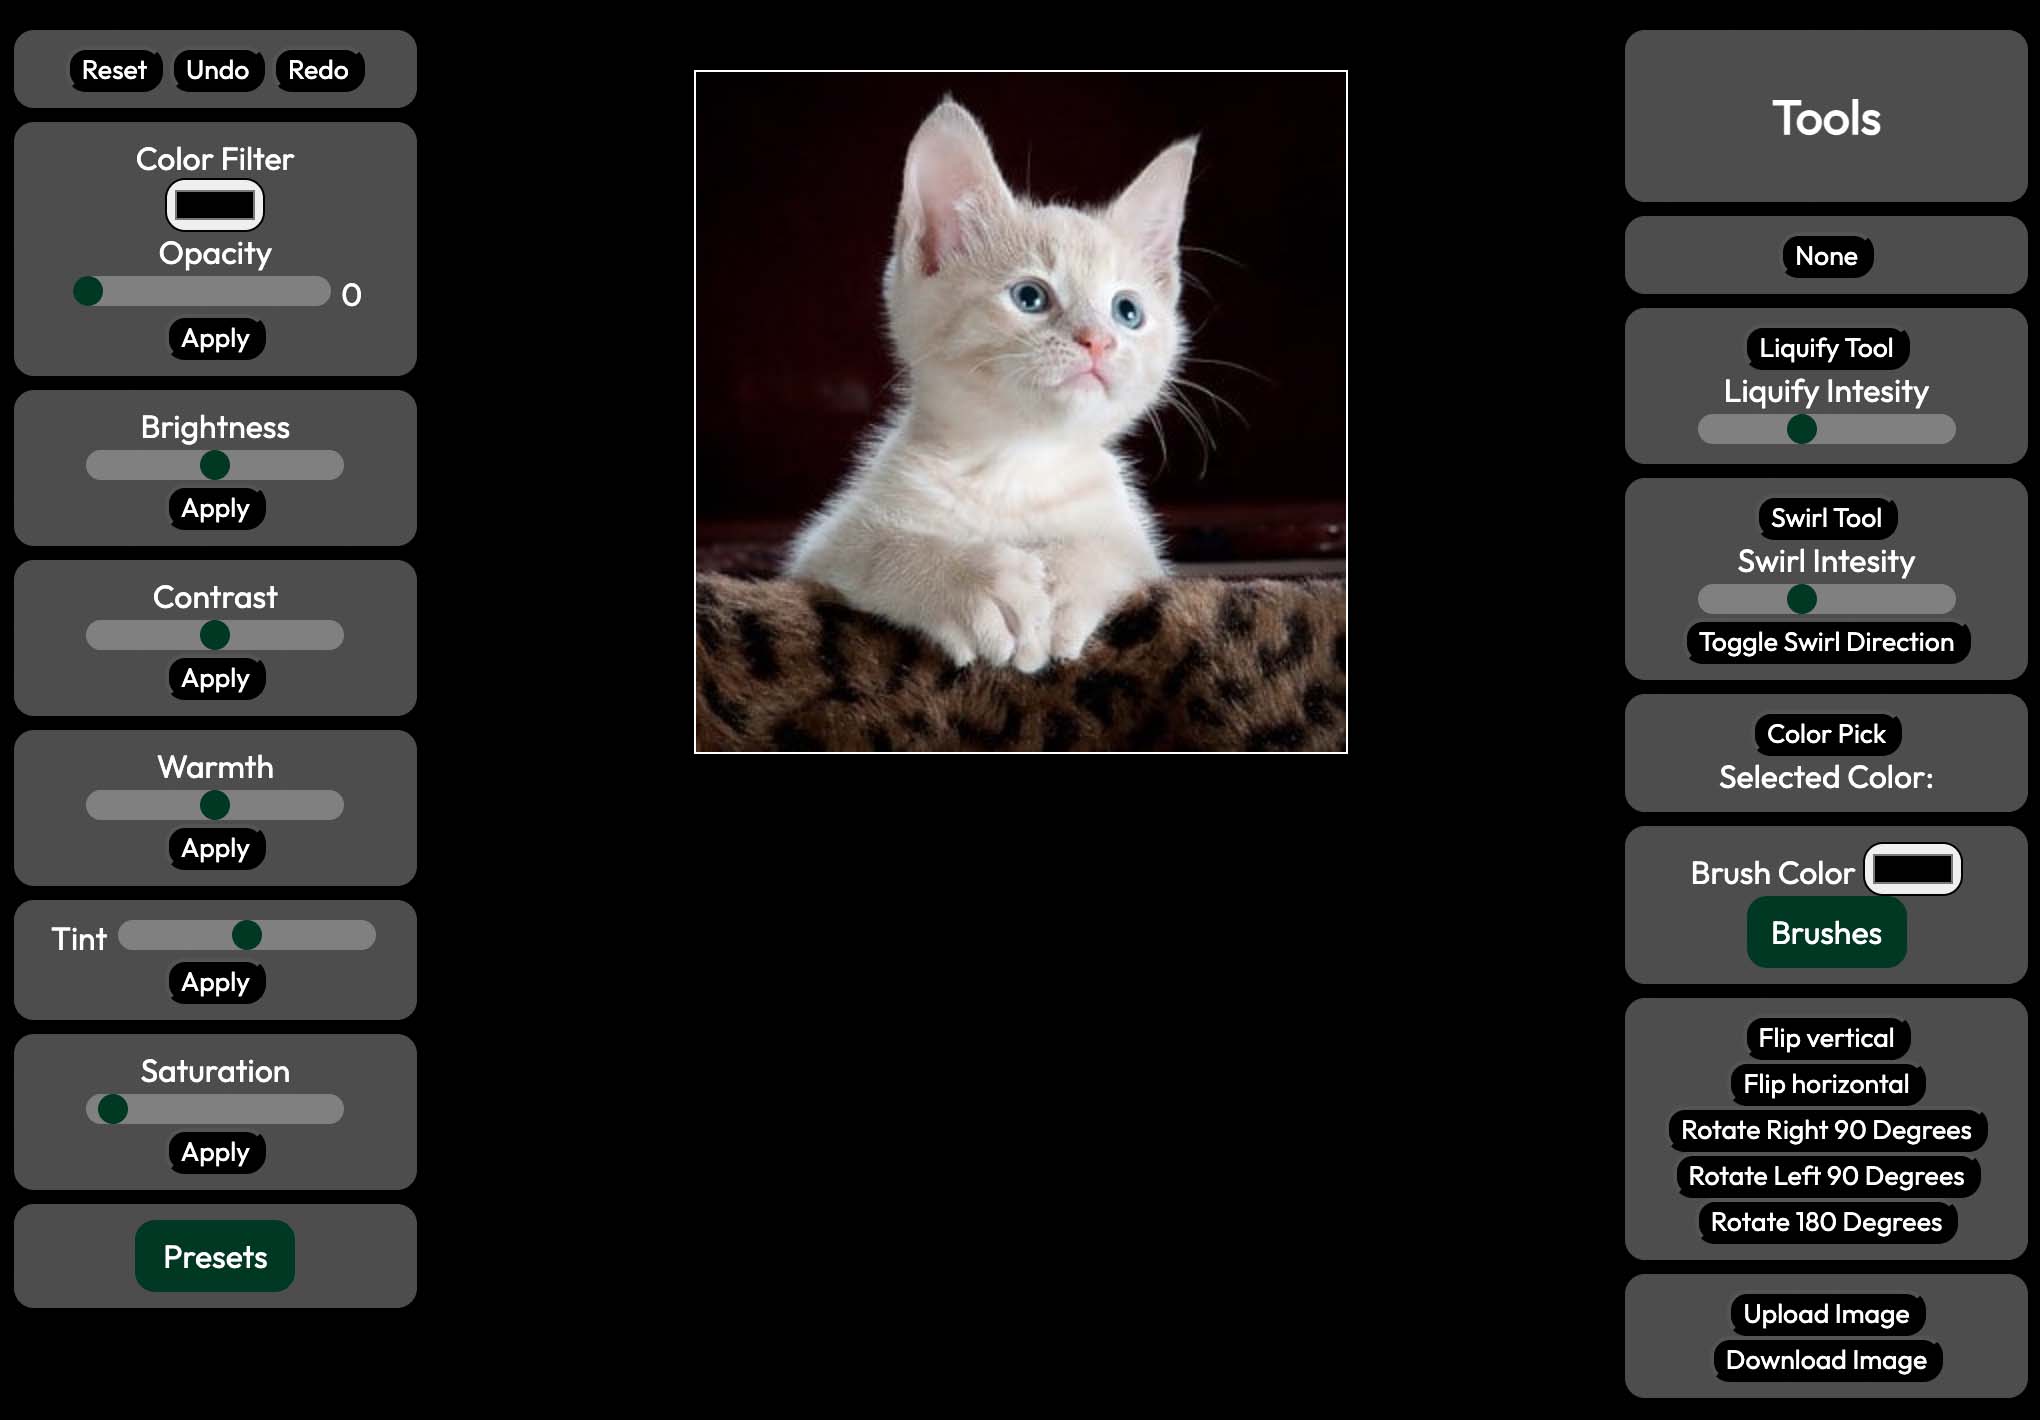 Reset Undo Redo
Color Filter
Opacity
0
Apply
Brightness
Apply
Contrast
Apply
Warmth
Apply
Tint
Apply
Saturation
Apply
Presets
Tools
None
Liquify Tool
Liquify Intesity
Swirl Tool
Swirl Intesity
Toggle Swirl Direction
Color Pick
Selected Color:
Brush Color
Brushes
Flip vertical
Flip horizontal
Rotate Right 90 Degrees
Rotate Left 90 Degrees
Rotate 180 Degrees
Upload Image
Download Image